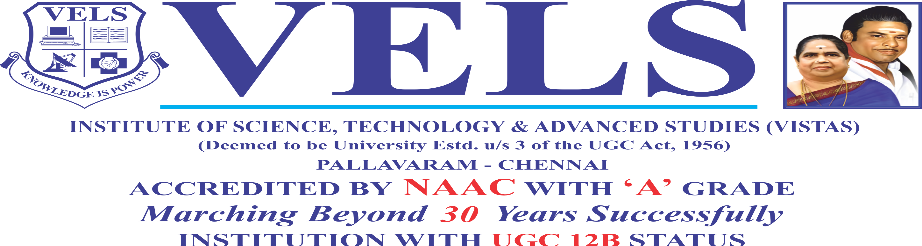 VELS
KNOWLEDGE IS POWER
VELS
INSTITUTE OF SCIENCE, TECHNOLOGY & ADVANCED STUDIES (VISTAS)
(Deemed to be University Estd. u/s 3 of the UGC Act, 1956)
PALLAVARAM - CHENNAI
ACCREDITED BY NAAC WITH ‘A’ GRADE
Marching Beyond 30 Years Successfully
INSTITUTION WITH UGC 12B STATUS